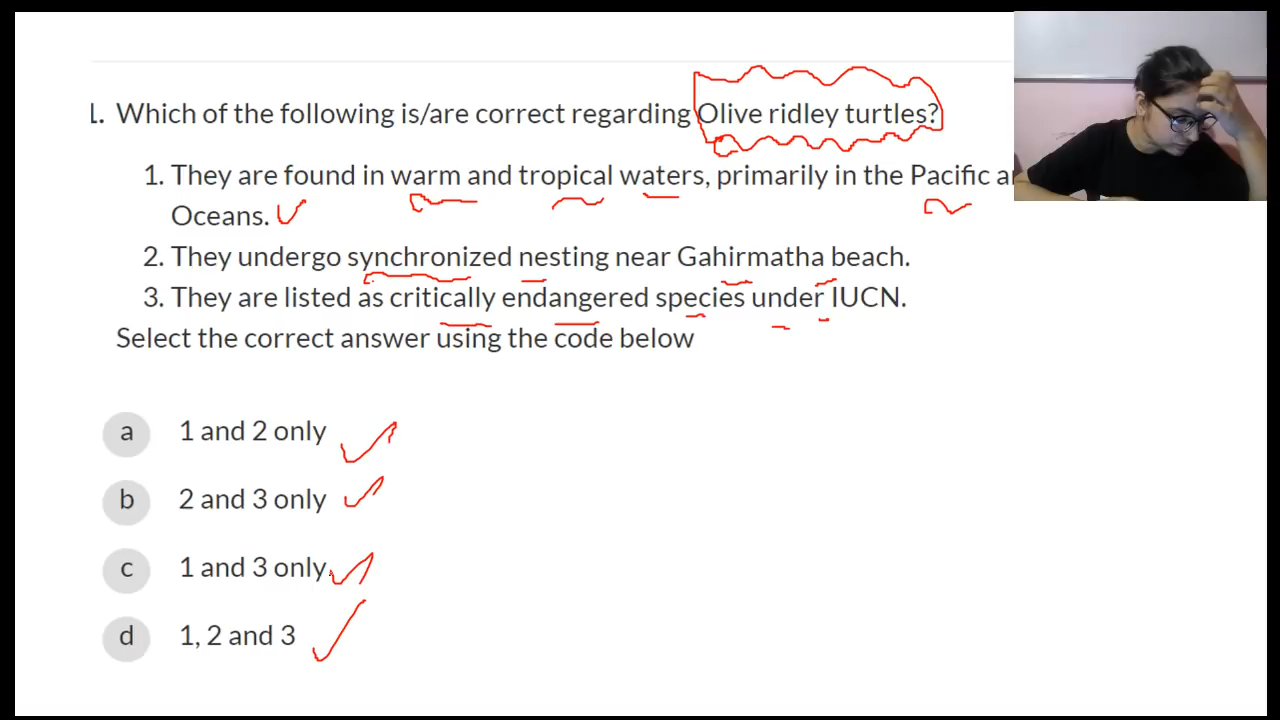 1. Which of the following is/are correct regarding Olive ridley turtles?
1. They are found in warm and tropical waters, primarily in the Pacific
Oceans.
2. They undergo synchronized nesting near Gahirmatha beach.
3. They are listed as critically endangered species under IUCN.
Select the correct answer using the code below
a 1 and 2 only
b 2 and 3 only
c 1 and 3 only
d 1, 2 and 3